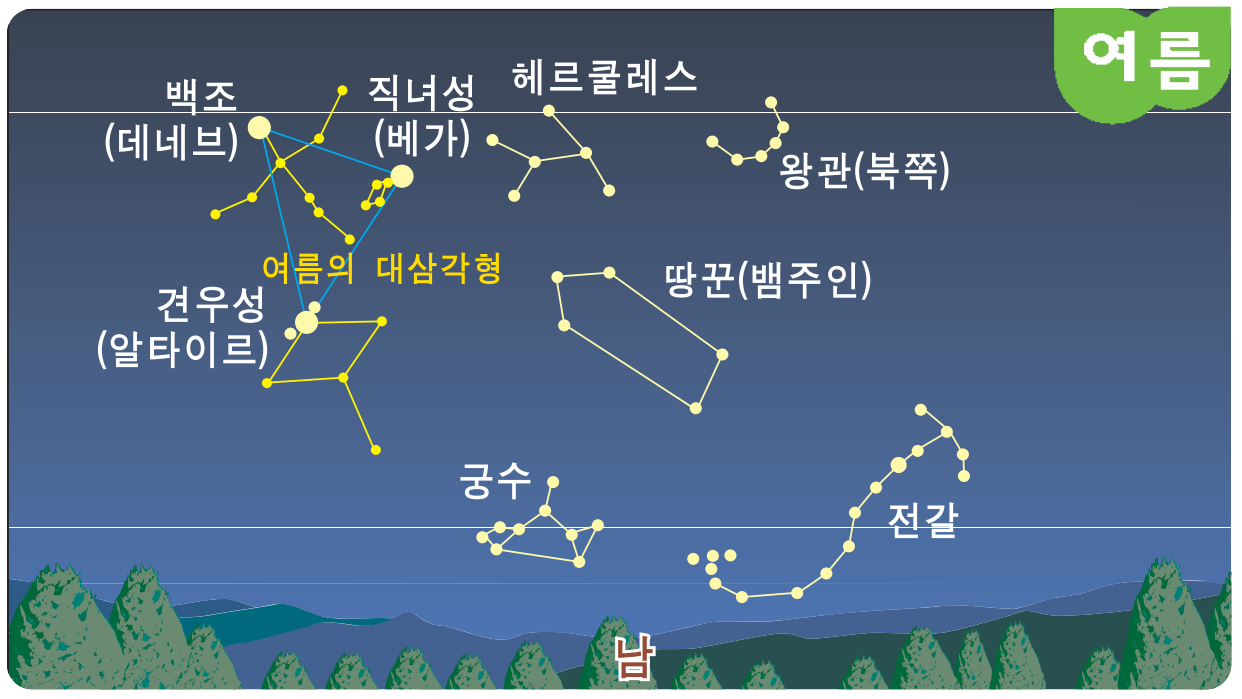 여름
백조
(데네브)
직녀성
(베가)
헤르쿨레스
왕관(북쪽)
여름의 대삼각형
견우성
(알타이르)
땅꾼(뱀주인)
궁수
전갈
남